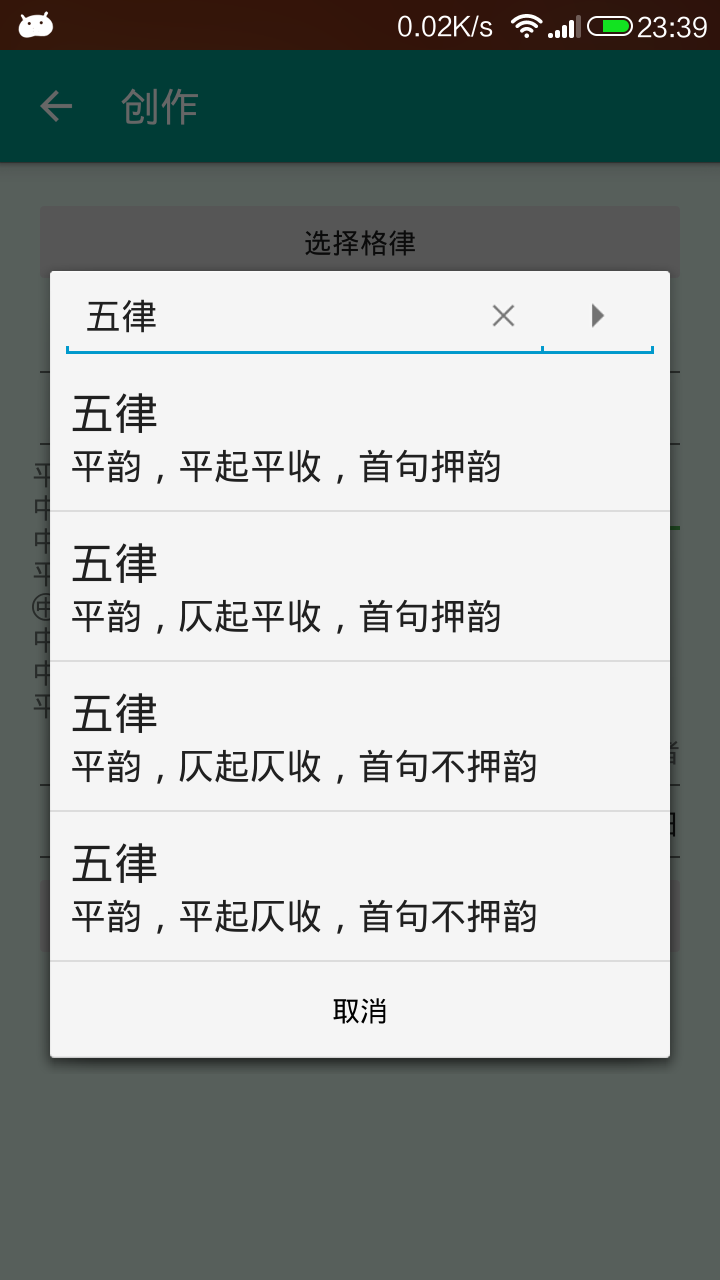 0.02K/s 23:39
创作
选择格律
五律
五律
平韵，平起平收，首句押韵
五律
平韵，仄起平收，首句押韵
五律
平韵，仄起仄收，首句不押韵
五律
平韵，平起仄收，首句不押韵
取消